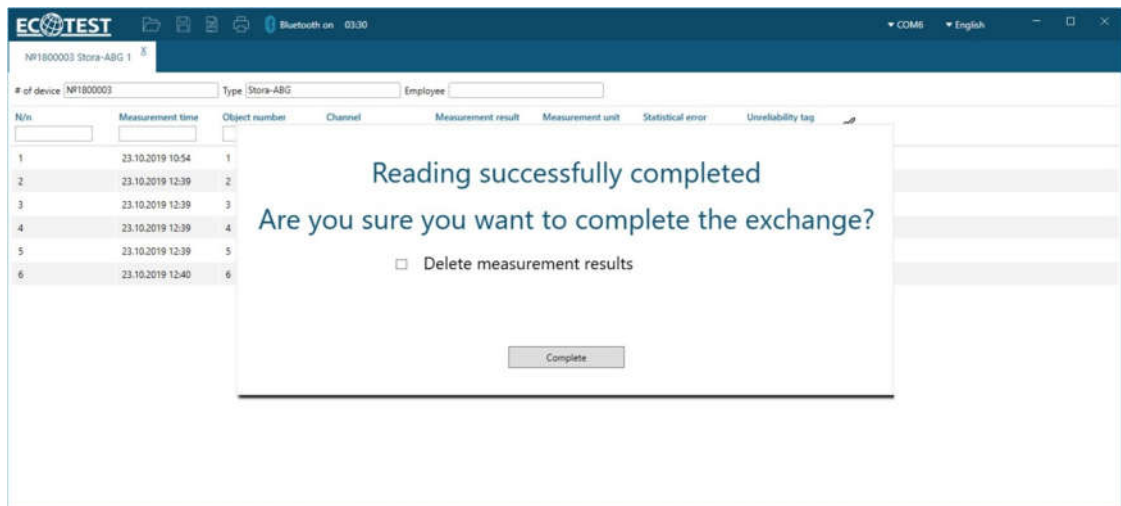 ECOTEST Bluetooth on 03:30 COM6 English
№1800003 Stora-ABG 1 X
# of device №1800003 Type Stora-ABG Employee
N/n Measurement time Object number Channel Measurement result Measurement unit Statistical error Unreliability tag
1 23.10.2019 10:54 1
2 23.10.2019 12:39 2
3 23.10.2019 12:39 3
4 23.10.2019 12:39 4
5 23.10.2019 12:39 5
6 23.10.2019 12:40 6
Reading successfully completed
Are you sure you want to complete the exchange?
Delete measurement results
Complete